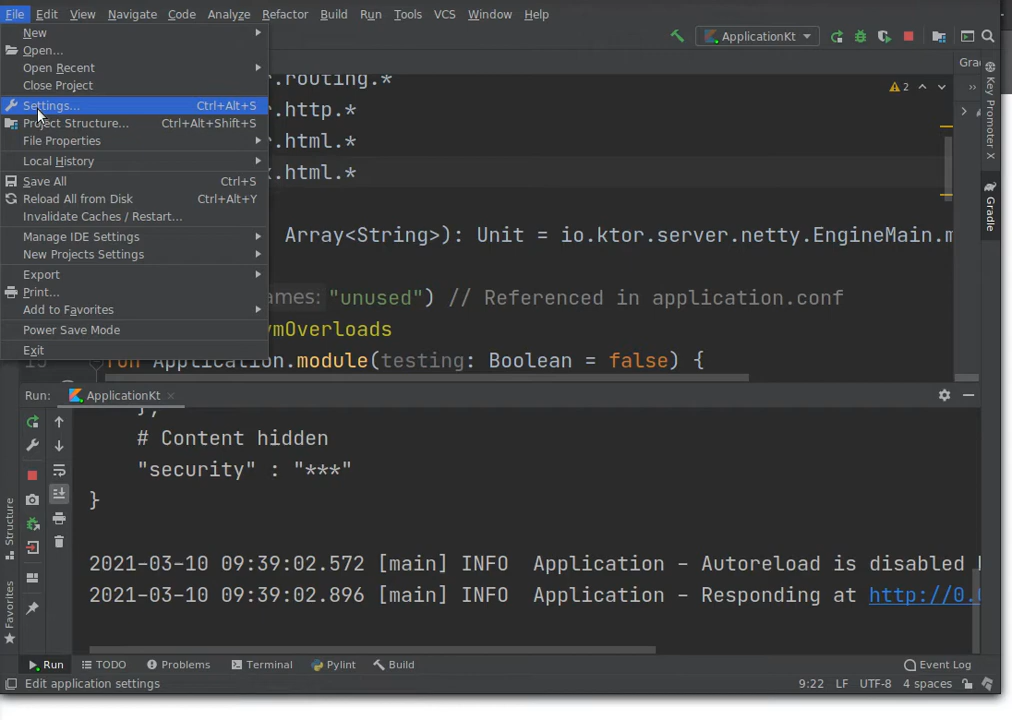 File Edit View Navigate Code Analyze Refactor Build Run Tools VCS Window Help
New
Open...
Open Recent
Close Project
Settings... Ctrl+Alt+S
Project Structure... Ctrl+Alt+Shift+S
File Properties
Local History
Save All Ctrl+S
Reload All from Disk Ctrl+Alt+Y
Invalidate Caches / Restart...
Manage IDE Settings
New Projects Settings
Export
Print...
Add to Favorites
Power Save Mode
Exit
ApplicationKt
.routing.*
.http.*
.html.*
.html.*
Array<String>): Unit = io.ktor.server.netty.EngineMain.m
ames: "unused") // Referenced in application.conf
mOverloads
fun Application.module(testing: Boolean = false) {
2
Gra
Key Promoter X
Gradle
Run: ApplicationKt
},
# Content hidden
"security" : "***"
}
2021-03-10 09:39:02.572 [main] INFO Application - Autoreload is disabled
2021-03-10 09:39:02.896 [main] INFO Application - Responding at http://0.
Structure
Favorites
Run TODO Problems Terminal Pylint Build Event Log
Edit application settings 9:22 LF UTF-8 4 spaces